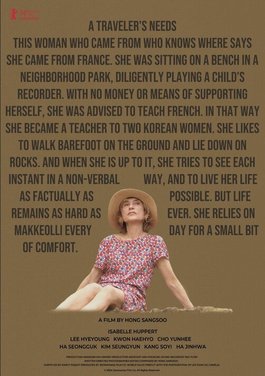 A TRAVELER'S NEEDS
THIS WOMAN WHO CAME FROM WHO KNOWS WHERE SAYS
SHE CAME FROM FRANCE. SHE WAS SITTING ON A BENCH IN A
NEIGHBORHOOD PARK, DILIGENTLY PLAYING A CHILD'S
RECORDER. WITH NO MONEY OR MEANS OF SUPPORTING
HERSELF, SHE WAS ADVISED TO TEACH FRENCH. IN THAT WAY
SHE BECAME A TEACHER TO TWO KOREAN WOMEN. SHE LIKES
TO WALK BAREFOOT ON THE GROUND AND LIE DOWN ON
ROCKS. AND WHEN SHE IS UP TO IT, SHE TRIES TO SEE EACH
INSTANT IN A NON-VERBAL WAY, AND TO LIVE HER LIFE
AS FACTUALLY AS POSSIBLE. BUT LIFE
REMAINS AS HARD AS EVER. SHE RELIES ON
MAKKEOLLI EVERY DAY FOR A SMALL BIT
OF COMFORT.
A FILM BY HONG SANGSOO
ISABELLE HUPPERT
LEE HYEYOUNG KWON HAEHYO CHO YUNHEE
HA SEONGGUK KIM SEUNGYUN KANG SOYI HA JINHWA